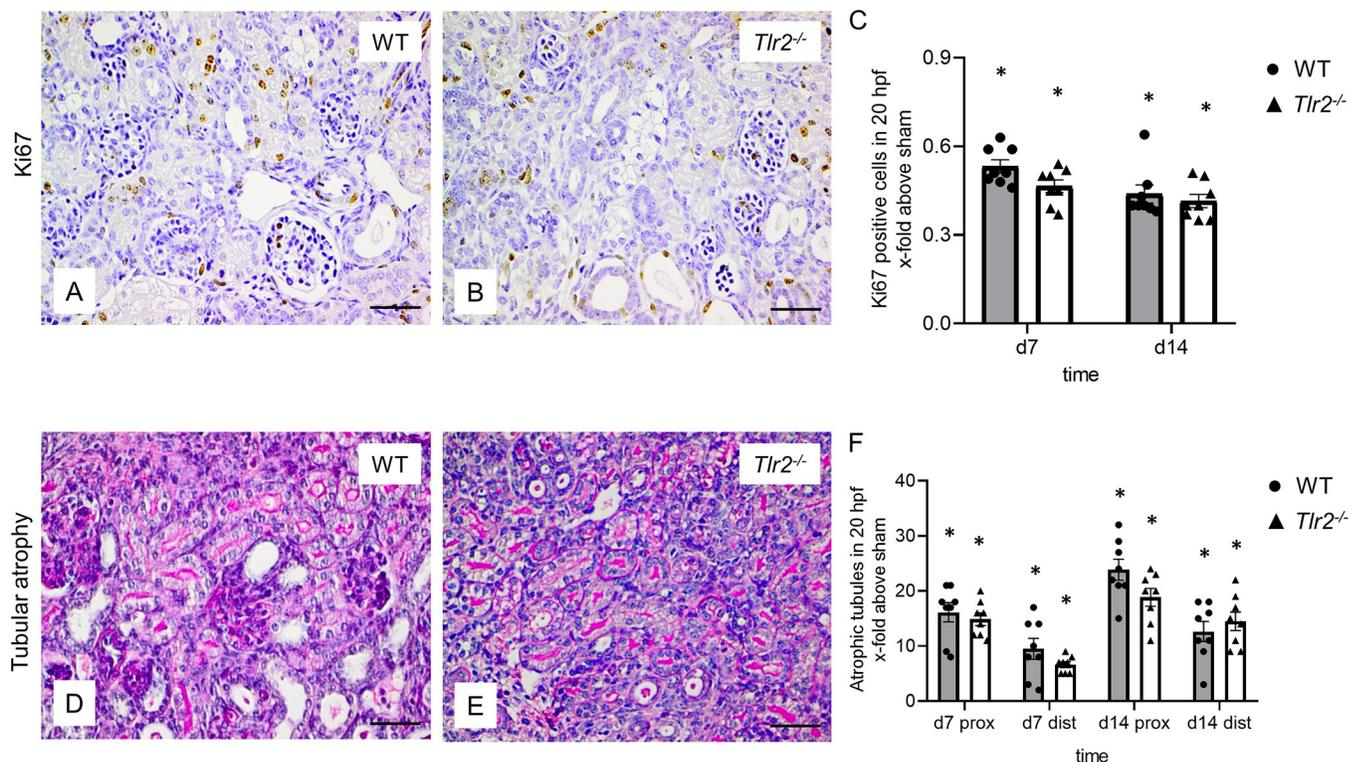 Ki67
WT
A
Tlr2-/-
B
C
Ki67 positive cells in 20 hpf
x-fold above sham
0.9
0.6
0.3
0.0
*
*
*
*
d7
d14
time
WT
Tlr2-/-
Tubular atrophy
WT
D
Tlr2-/-
E
F
Atrophic tubules in 20 hpf
x-fold above sham
40
30
20
10
0
*
*
*
*
*
*
*
*
d7 prox
d7 dist
d14 prox
d14 dist
time
WT
Tlr2-/-